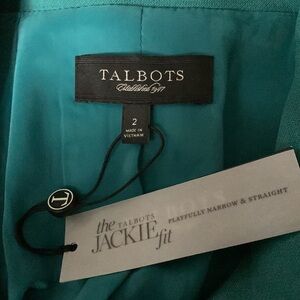 TALBOTS
Established 1947
2
MADE IN
VIETNAM
T
the TALBOTS
JACKIE fit
PLAYFULLY NARROW & STRAIGHT